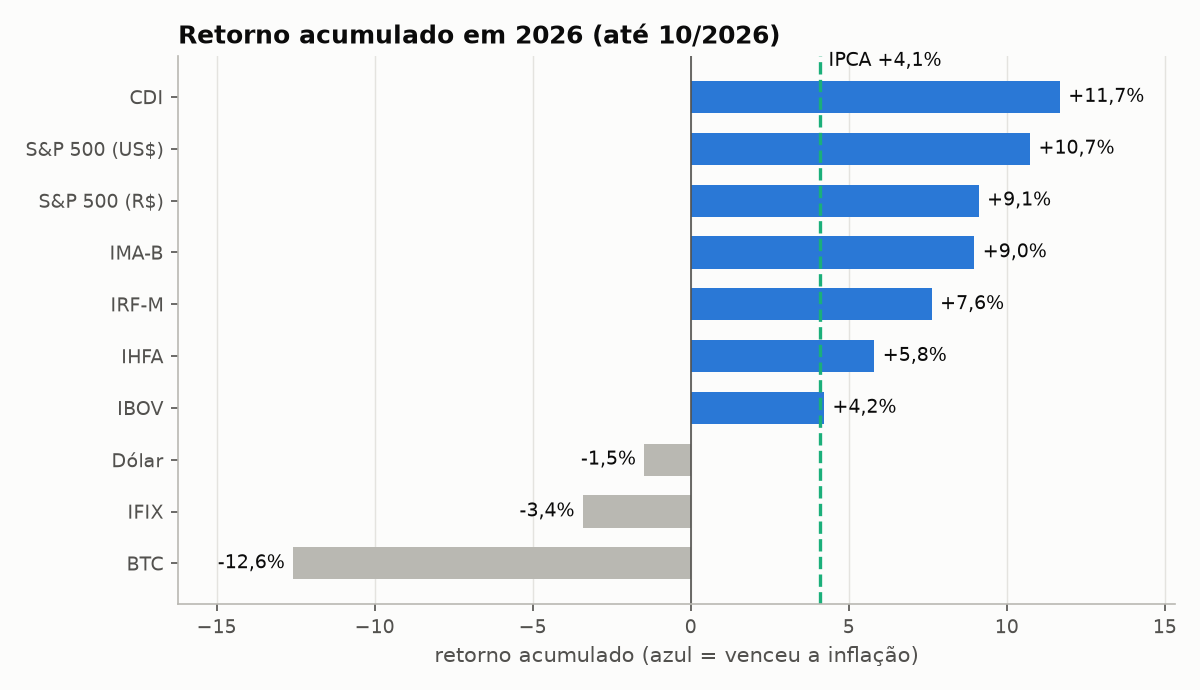 Retorno acumulado em 2026 (até 10/2026)
IPCA +4,1%
CDI +11,7%
S&P 500 (US$) +10,7%
S&P 500 (R$) +9,1%
IMA-B +9,0%
IRF-M +7,6%
IHFA +5,8%
IBOV +4,2%
Dólar -1,5%
IFIX -3,4%
BTC -12,6%
−15 −10 −5 0 5 10 15
retorno acumulado (azul = venceu a inflação)